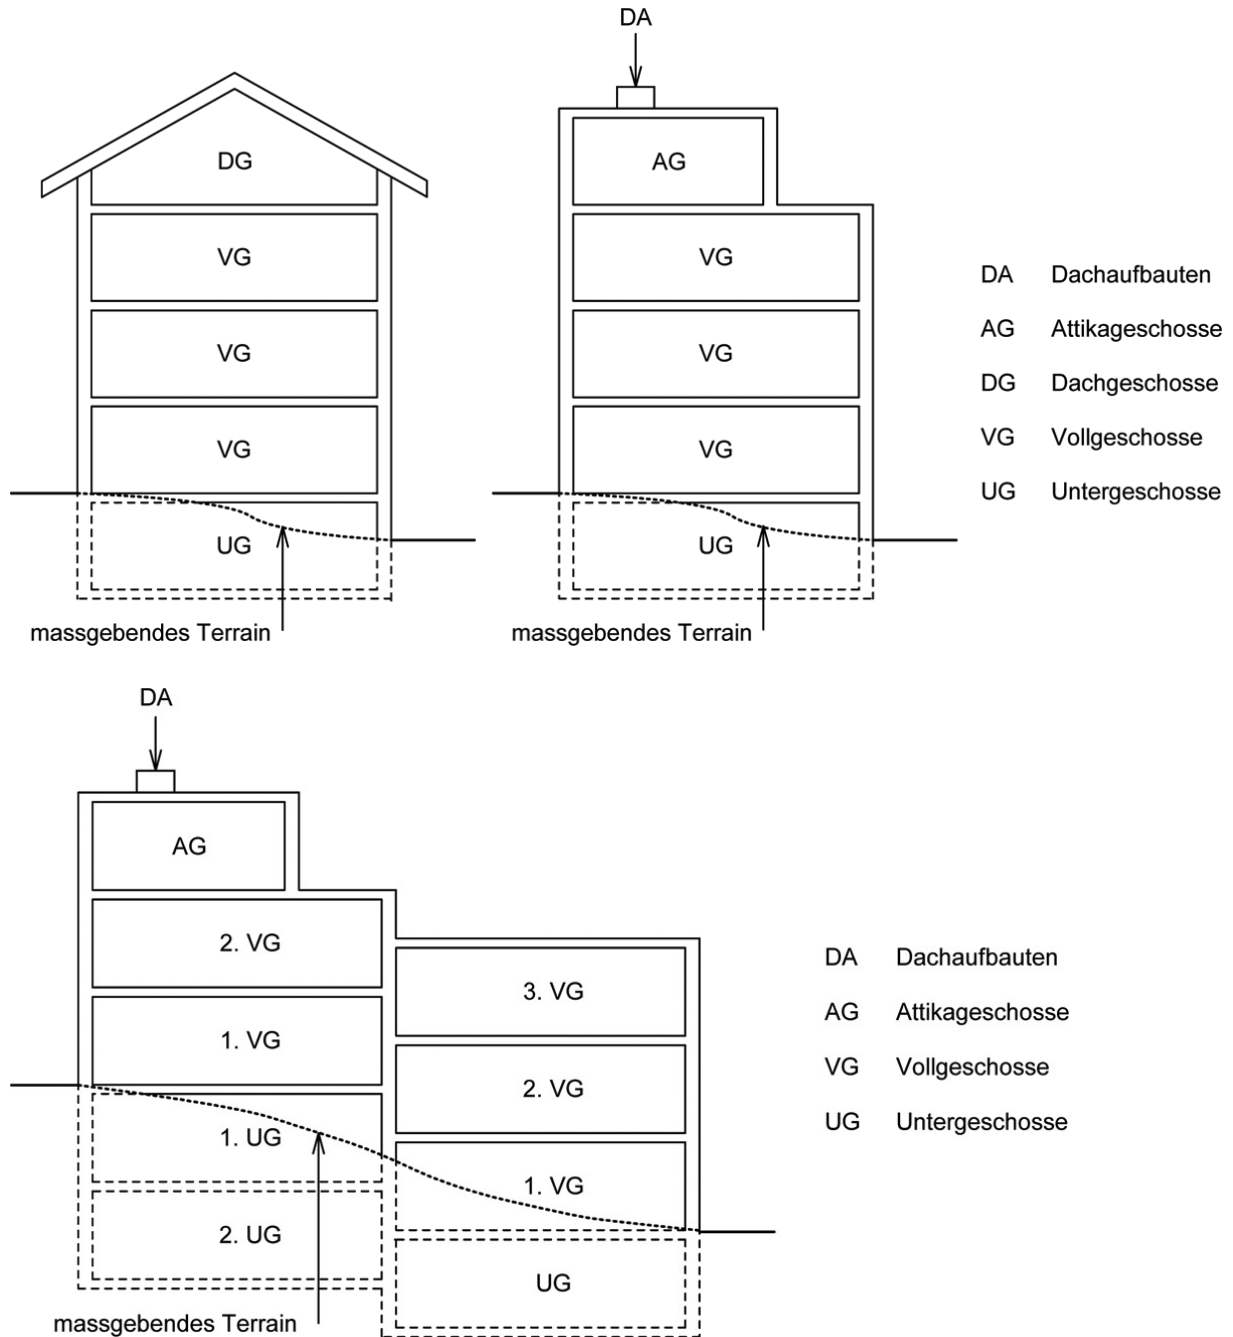 DA
DG
AG
VG
VG
VG
VG
VG
VG
UG
UG
massgebendes Terrain
massgebendes Terrain
DA Dachaufbauten
AG Attikageschosse
DG Dachgeschosse
VG Vollgeschosse
UG Untergeschosse
DA
AG
2. VG
1. VG
1. UG
2. UG
3. VG
2. VG
1. VG
UG
massgebendes Terrain
DA Dachaufbauten
AG Attikageschosse
VG Vollgeschosse
UG Untergeschosse